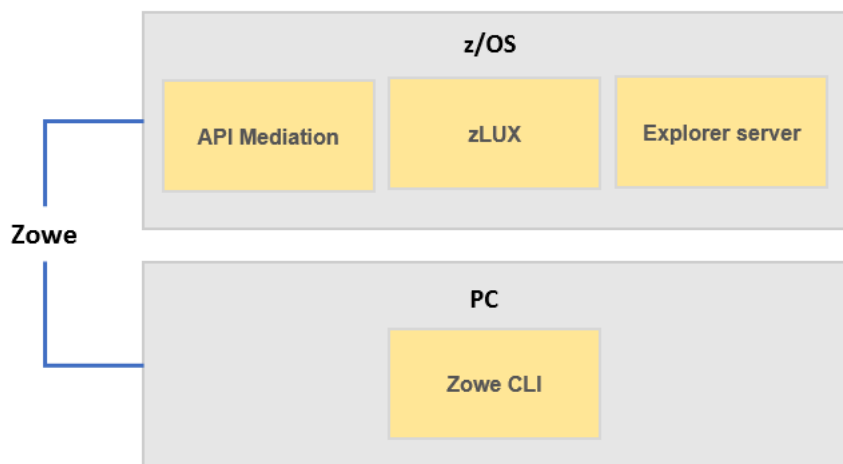 z/OS
API Mediation
zLUX
Explorer server
Zowe
PC
Zowe CLI